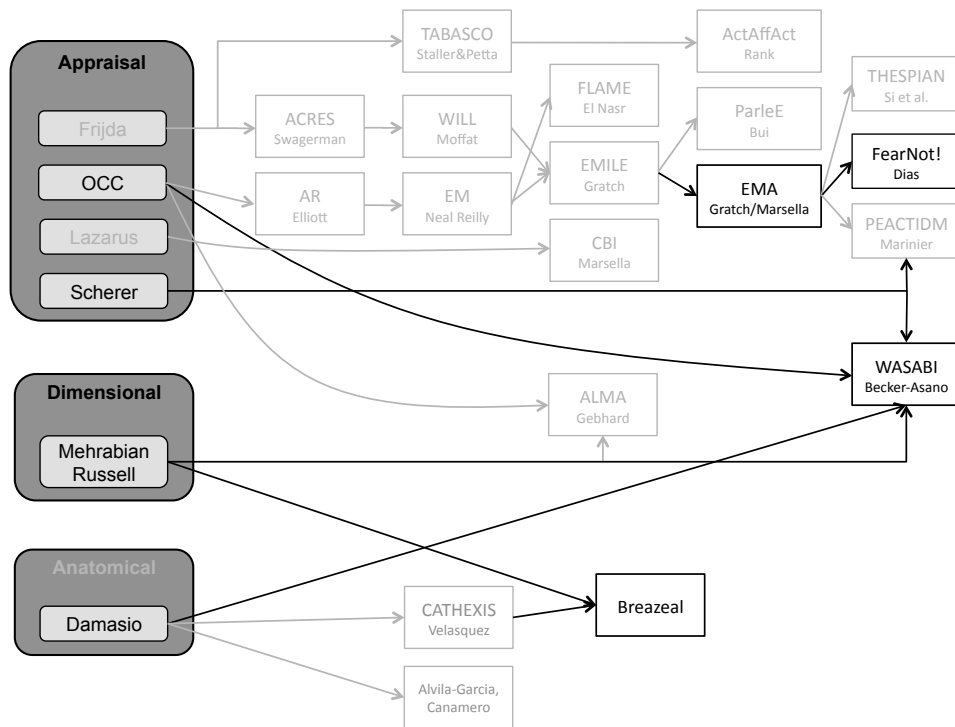 Appraisal
Frijda
OCC
Lazarus
Scherer
TABASCO
Staller&Petta
ActAffAct
Rank
ACRES
Swagerman
WILL
Moffat
FLAME
El Nasr
ParleE
Bui
THESPIAN
Si et al.
AR
Elliott
EM
Neal Reilly
EMILE
Gratch
EMA
Gratch/Marsella
FearNot!
Dias
CBI
Marsella
PEACTIDM
Marinier
WASABI
Becker-Asano
Dimensional
Mehrabian
Russell
ALMA
Gebhard
Anatomical
Damasio
CATHEXIS
Velasquez
Breazeal
Alvila-Garcia,
Canamero